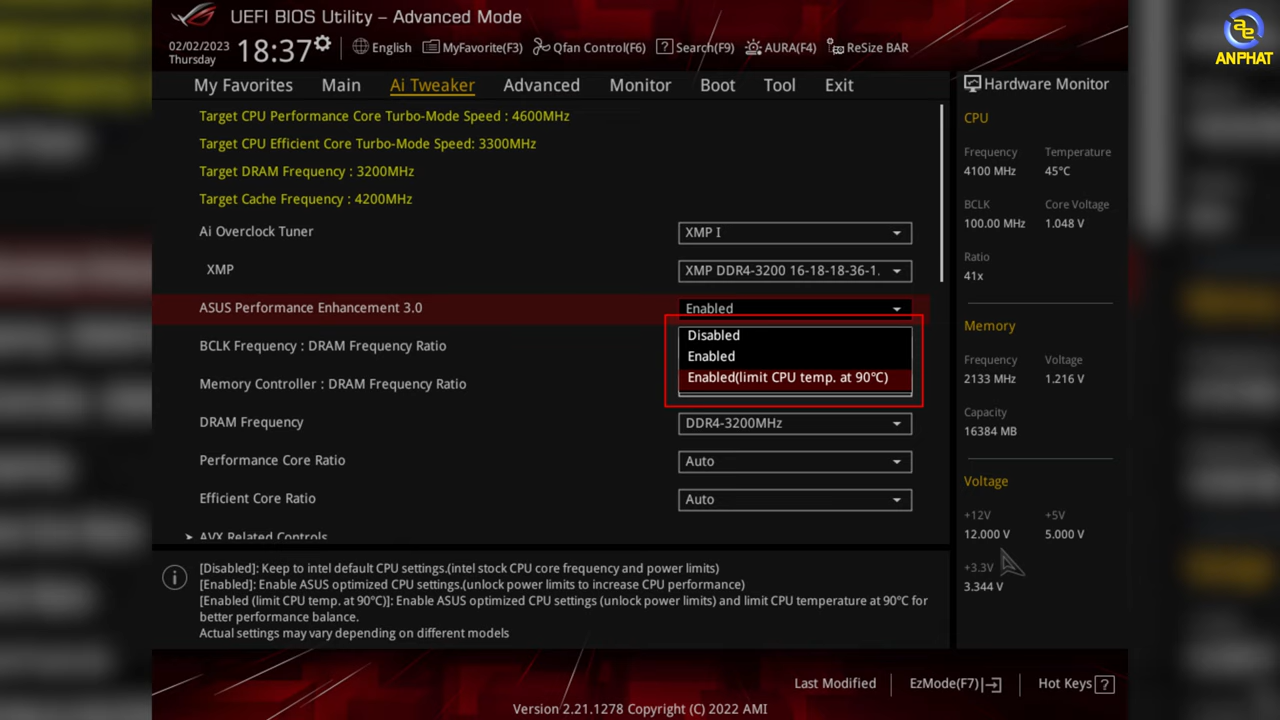 UEFI BIOS Utility – Advanced Mode
ANPHAT
02/02/2023
Thursday
18:37
English
MyFavorite(F3)
Qfan Control(F6)
Search(F9)
AURA(F4)
ReSize BAR
My Favorites
Main
Ai Tweaker
Advanced
Monitor
Boot
Tool
Exit
Target CPU Performance Core Turbo-Mode Speed : 4600MHz
Target CPU Efficient Core Turbo-Mode Speed: 3300MHz
Target DRAM Frequency : 3200MHz
Target Cache Frequency : 4200MHz
Ai Overclock Tuner
XMP I
XMP
XMP DDR4-3200 16-18-18-36-1.
ASUS Performance Enhancement 3.0
Enabled
Disabled
Enabled
Enabled(limit CPU temp. at 90℃)
BCLK Frequency : DRAM Frequency Ratio
Memory Controller : DRAM Frequency Ratio
DRAM Frequency
DDR4-3200MHz
Performance Core Ratio
Auto
Efficient Core Ratio
Auto
AVX Related Controls
[Disabled]: Keep to intel default CPU settings.(intel stock CPU core frequency and power limits)
[Enabled]: Enable ASUS optimized CPU settings.(unlock power limits to increase CPU performance)
[Enabled (limit CPU temp. at 90℃)]: Enable ASUS optimized CPU settings (unlock power limits) and limit CPU temperature at 90℃ for
better performance balance.
Actual settings may vary depending on different models
Hardware Monitor
CPU
Frequency
Temperature
4100 MHz
45°C
BCLK
Core Voltage
100.00 MHz
1.048 V
Ratio
41x
Memory
Frequency
Voltage
2133 MHz
1.216 V
Capacity
16384 MB
Voltage
+12V
+5V
12.000 V
5.000 V
+3.3V
3.344 V
Last Modified
EzMode(F7)
Hot Keys ?
Version 2.21.1278 Copyright (C) 2022 AMI